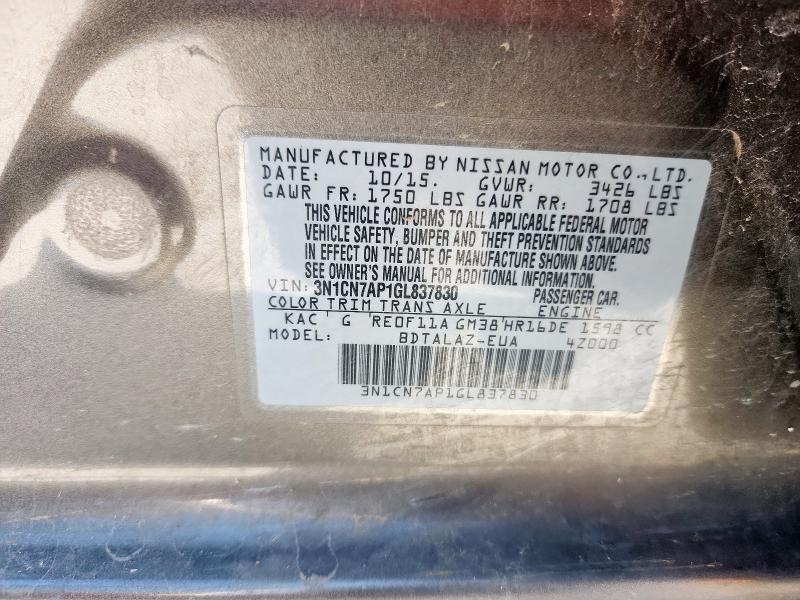 MANUFACTURED BY NISSAN MOTOR CO., LTD.
DATE: 10/15. GVWR: 3426 LBS
GAWR FR: 1750 LBS GAWR RR: 1708 LBS
THIS VEHICLE CONFORMS TO ALL APPLICABLE FEDERAL MOTOR
VEHICLE SAFETY, BUMPER AND THEFT PREVENTION STANDARDS
IN EFFECT ON THE DATE OF MANUFACTURE SHOWN ABOVE.
SEE OWNER'S MANUAL FOR ADDITIONAL INFORMATION.
VIN: 3N1CN7AP1GL837830 PASSENGER CAR.
COLOR TRIM TRANS AXLE ENGINE
KAC G RE0F11A GM38 HR16DE 1598 CC
MODEL: BDTALAZ-EUA 4Z000
3N1CN7AP1GL837830